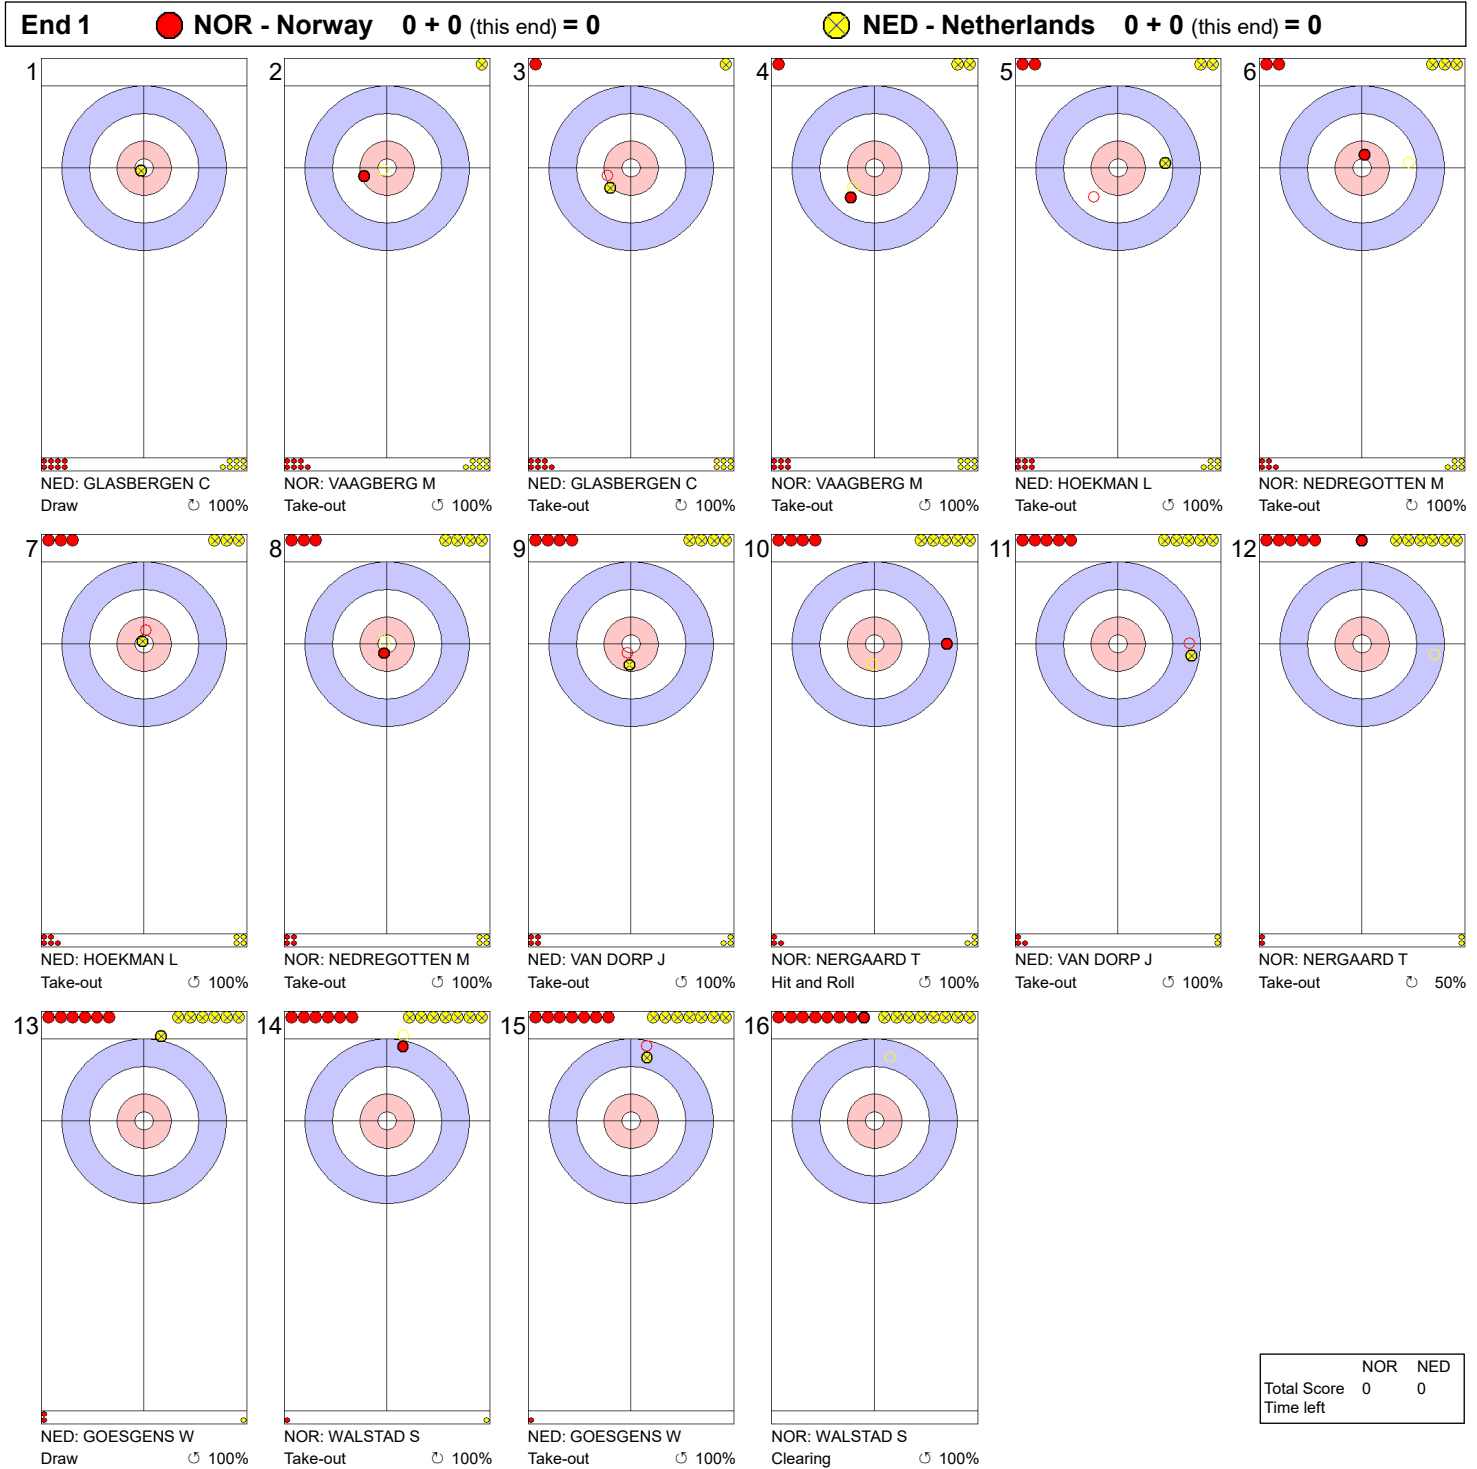 End 1 NOR - Norway 0 + 0 (this end) = 0 NED - Netherlands 0 + 0 (this end) = 0
1 2 3 4 5 6
NED: GLASBERGEN C NOR: VAAGBERG M NED: GLASBERGEN C NOR: VAAGBERG M NED: HOEKMAN L NOR: NEDREGOTTEN M
Draw ↻ 100% Take-out ↺ 100% Take-out ↺ 100% Take-out ↺ 100% Take-out ↺ 100% Take-out ↻ 100%
7 8 9 10 11 12
NED: HOEKMAN L NOR: NEDREGOTTEN M NED: VAN DORP J NOR: NERGAARD T NED: VAN DORP J NOR: NERGAARD T
Take-out ↺ 100% Take-out ↺ 100% Take-out ↺ 100% Hit and Roll ↺ 100% Take-out ↺ 100% Take-out ↻ 50%
13 14 15 16
NED: GOESGENS W NOR: WALSTAD S NED: GOESGENS W NOR: WALSTAD S
Draw ↺ 100% Take-out ↻ 100% Take-out ↺ 100% Clearing ↺ 100%
NOR NED
Total Score 0 0
Time left